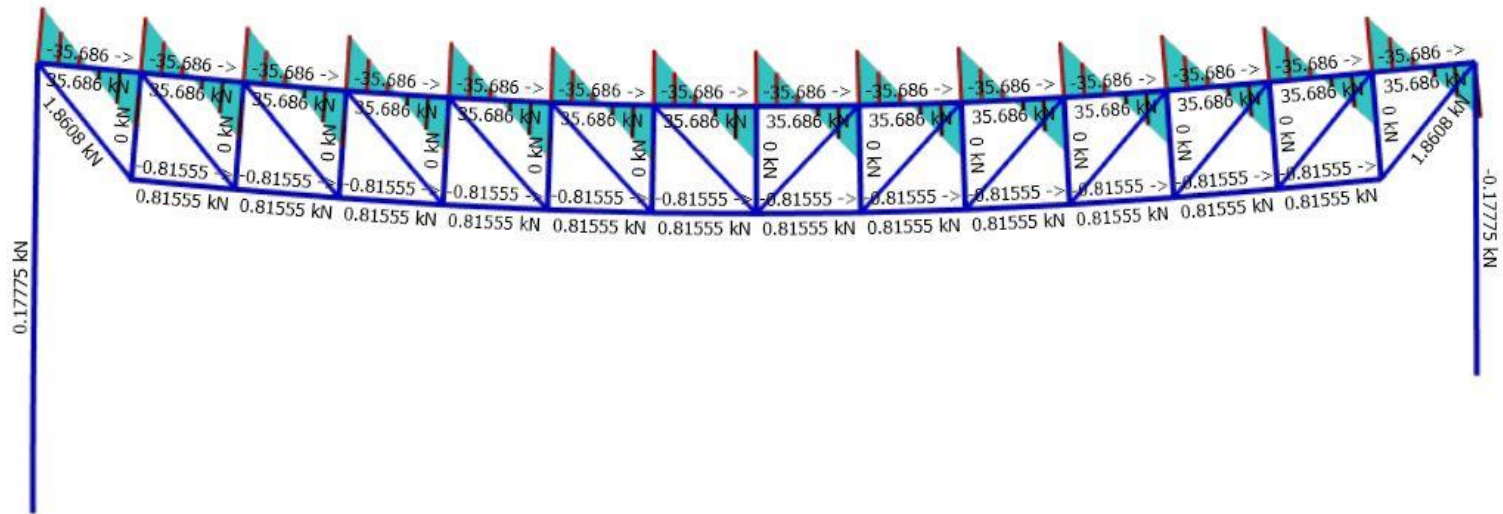 -35.686 ->
-35.686 ->
-35.686 ->
-35.686 ->
-35.686 ->
-35.686 ->
-35.686 ->
-35.686 ->
-35.686 ->
-35.686 ->
-35.686 ->
-35.686 ->
-35.686 ->
-35.686 ->
35.686 kN
35.686 kN
35.686 kN
35.686 kN
35.686 kN
35.686 kN
35.686 kN
35.686 kN
35.686 kN
35.686 kN
35.686 kN
35.686 kN
35.686 kN
35.686 kN
1.8608 kN
0 kN
0 kN
0 kN
0 kN
0 kN
0 kN
0 kN
0 kN
0 kN
0 kN
0 kN
0 kN
0 kN
1.8608 kN
-0.81555 ->
-0.81555 ->
-0.81555 ->
-0.81555 ->
-0.81555 ->
-0.81555 ->
-0.81555 ->
-0.81555 ->
-0.81555 ->
-0.81555 ->
-0.81555 ->
-0.81555 ->
0.81555 kN
0.81555 kN
0.81555 kN
0.81555 kN
0.81555 kN
0.81555 kN
0.81555 kN
0.81555 kN
0.81555 kN
0.81555 kN
0.81555 kN
0.81555 kN
0.17775 kN
-0.17775 kN